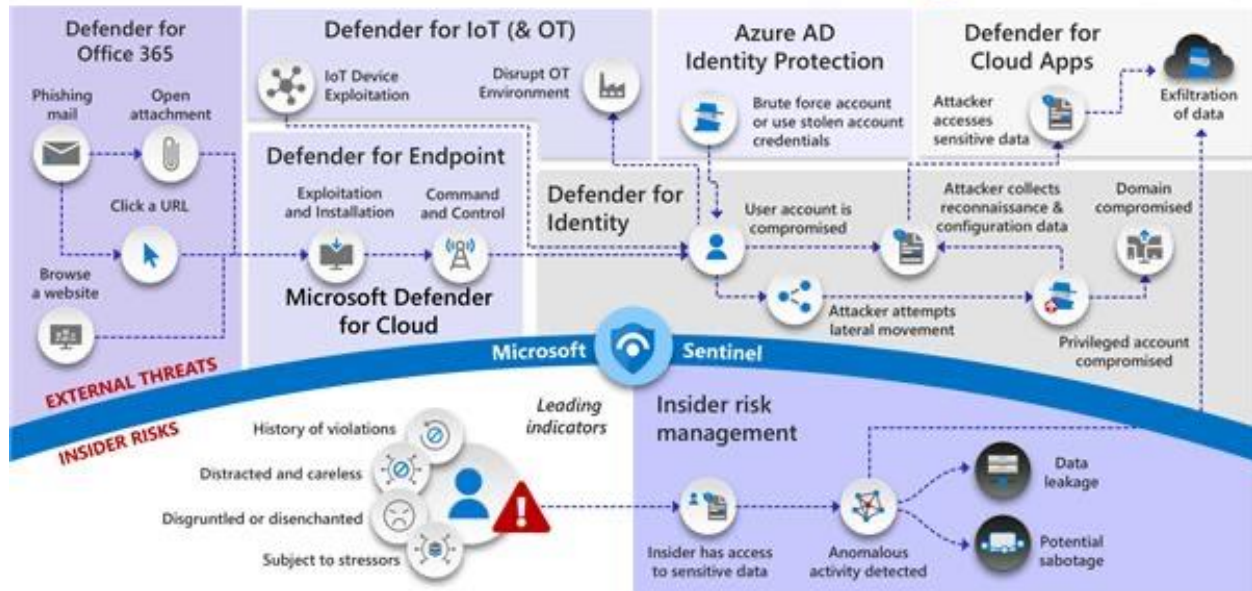 Defender for
Office 365
Phishing
mail
Open
attachment
Click a URL
Browse
a website
Defender for IoT (& OT)
IoT Device
Exploitation
Disrupt OT
Environment
Defender for Endpoint
Exploitation
and Installation
Command
and Control
Microsoft Defender
for Cloud
Azure AD
Identity Protection
Brute force account
or use stolen account
credentials
Defender for
Cloud Apps
Attacker
accesses
sensitive data
Exfiltration
of data
Defender for
Identity
User account is
compromised
Attacker collects
reconnaissance &
configuration data
Domain
compromised
Attacker attempts
lateral movement
Privileged account
compromised
Microsoft Sentinel
EXTERNAL THREATS
INSIDER RISKS
Leading
indicators
History of violations
Distracted and careless
Disgruntled or disenchanted
Subject to stressors
Insider risk
management
Insider has access
to sensitive data
Anomalous
activity detected
Data
leakage
Potential
sabotage